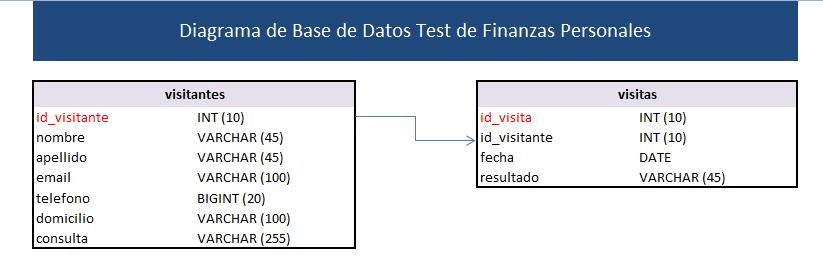 Diagrama de Base de Datos Test de Finanzas Personales
visitantes
id_visitante INT (10)
nombre VARCHAR (45)
apellido VARCHAR (45)
email VARCHAR (100)
telefono BIGINT (20)
domicilio VARCHAR (100)
consulta VARCHAR (255)
visitas
id_visita INT (10)
id_visitante INT (10)
fecha DATE
resultado VARCHAR (45)